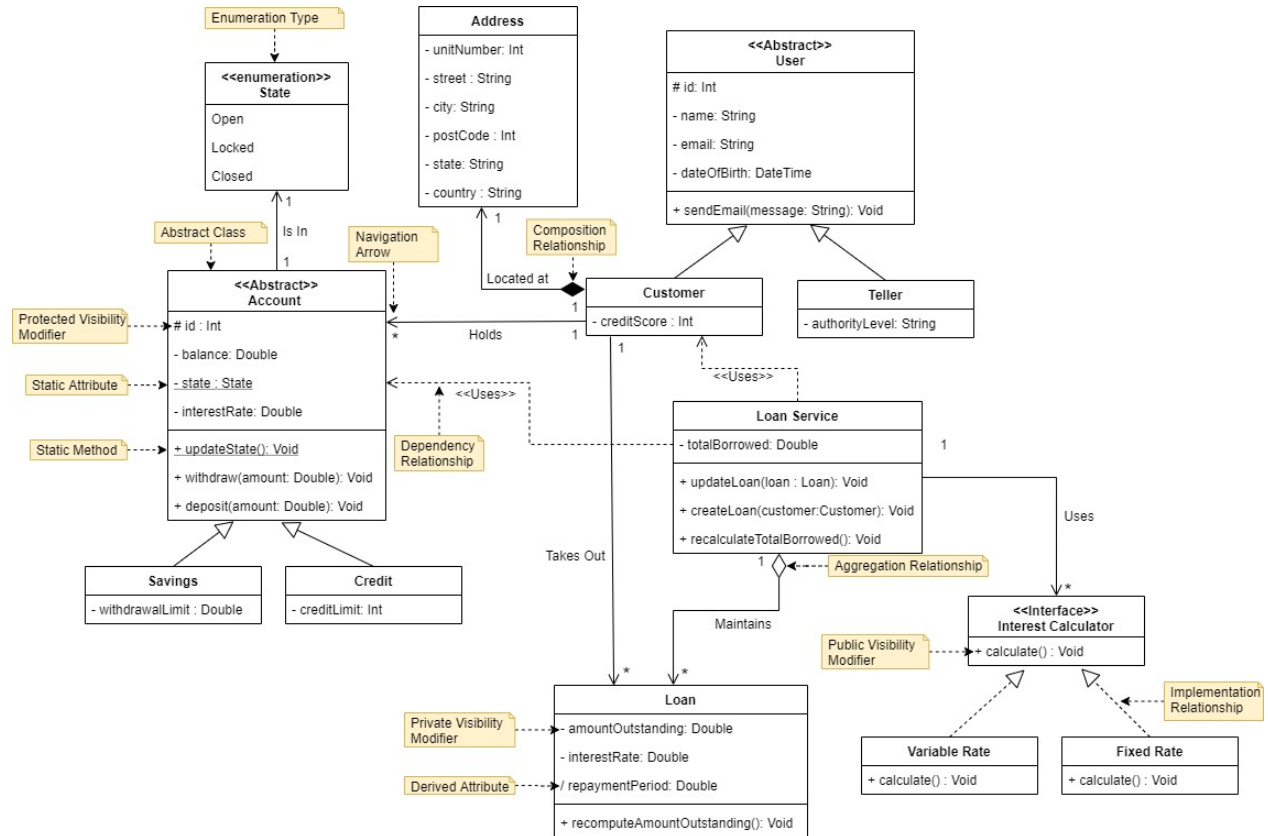 Enumeration Type
<<enumeration>>
State
Open
Locked
Closed
1
Is In
1
Address
- unitNumber: Int
- street : String
- city: String
- postCode : Int
- state: String
- country : String
1
Located at
Composition
Relationship
1
<<Abstract>>
User
# id: Int
- name: String
- email: String
- dateOfBirth: DateTime
+ sendEmail(message: String): Void
Customer
- creditScore : Int
Teller
- authorityLevel: String
Abstract Class
Navigation
Arrow
<<Abstract>>
Account
# id : Int
- balance: Double
- state : State
- interestRate: Double
+ updateState(): Void
+ withdraw(amount: Double): Void
+ deposit(amount: Double): Void
Protected Visibility
Modifier
Static Attribute
Static Method
*
Holds
1
1
<<Uses>>
<<Uses>>
Dependency
Relationship
Loan Service
- totalBorrowed: Double
+ updateLoan(loan : Loan): Void
+ createLoan(customer:Customer): Void
+ recalculateTotalBorrowed(): Void
1
Uses
*
Savings
- withdrawalLimit : Double
Credit
- creditLimit: Int
Takes Out
*
1
Aggregation Relationship
Maintains
*
<<Interface>>
Interest Calculator
+ calculate() : Void
Public Visibility
Modifier
Implementation
Relationship
Variable Rate
+ calculate() : Void
Fixed Rate
+ calculate() : Void
Loan
- amountOutstanding: Double
- interestRate: Double
/ repaymentPeriod: Double
+ recomputeAmountOutstanding(): Void
Private Visibility
Modifier
Derived Attribute